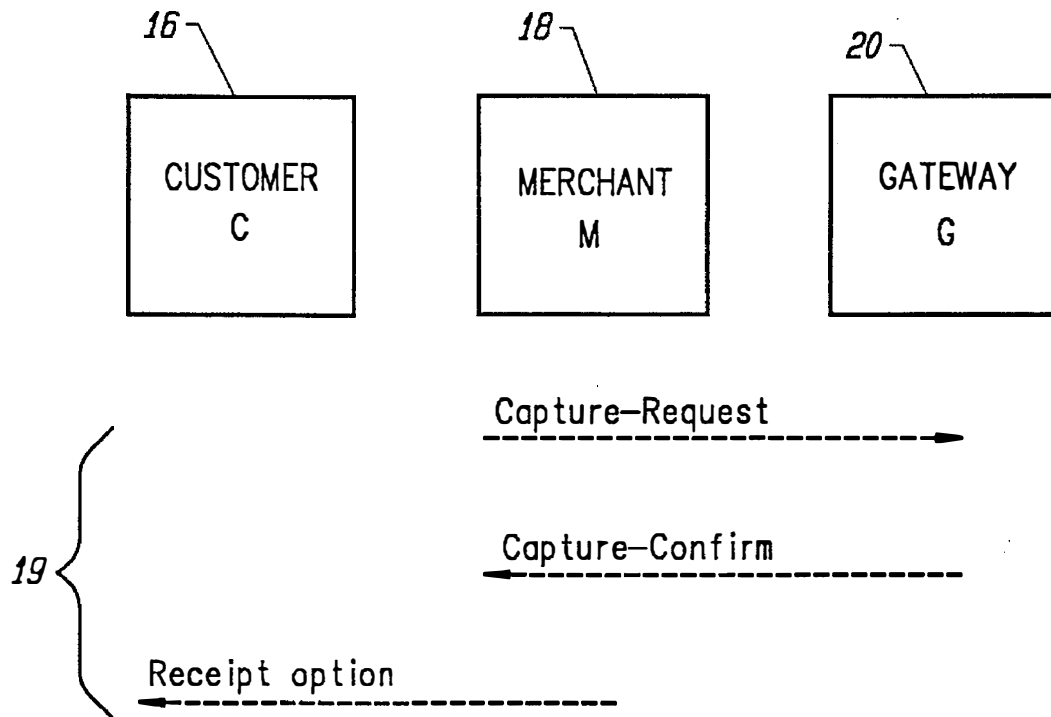 16
18
20
CUSTOMER
C
MERCHANT
M
GATEWAY
G
Capture-Request
19
Capture-Confirm
Receipt option